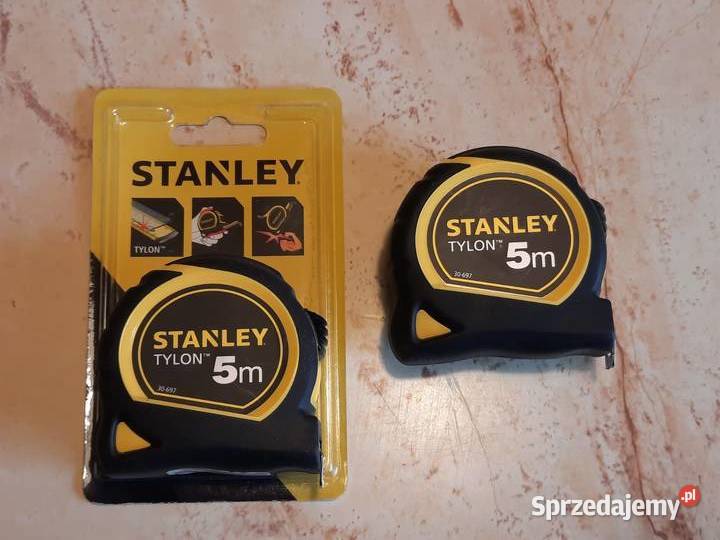 STANLEY®
TYLON™
STANLEY
TYLON™
5m
30-697
STANLEY
TYLON™
5m
30-697
Sprzedajemy.pl